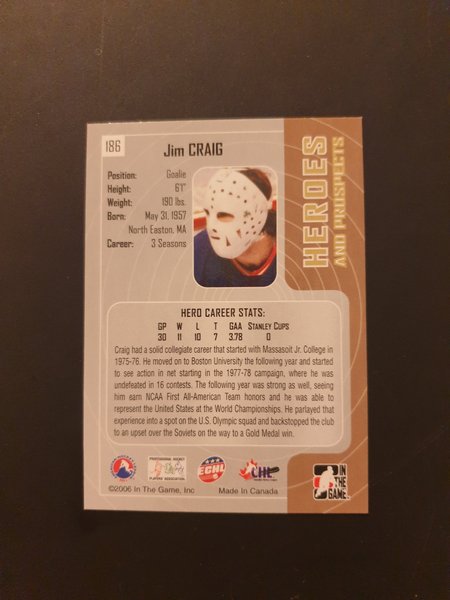 186
Jim CRAIG
Position: Goalie
Height: 6'1"
Weight: 190 lbs.
Born: May 31, 1957
North Easton, MA
Career: 3 Seasons
HEROES
AND PROSPECTS
HERO CAREER STATS:
GP W L T GAA STANLEY CUPS
30 11 10 7 3.78 0
Craig had a solid collegiate career that started with Massasoit Jr. College in
1975-76. He moved on to Boston University the following year and started
to see action in net starting in the 1977-78 campaign, where he was
undefeated in 16 contests. The following year was strong as well, seeing
him earn NCAA First All-American Team honors and he was able to
represent the United States at the World Championships. He parlayed that
experience into a spot on the U.S. Olympic squad and backstopped the club
to an upset over the Soviets on the way to a Gold Medal win.
PROFESSIONAL HOCKEY
PLAYERS ASSOCIATION
ECHL
CHL
IN
THE
GAME
©2006 In The Game, Inc
Made in Canada